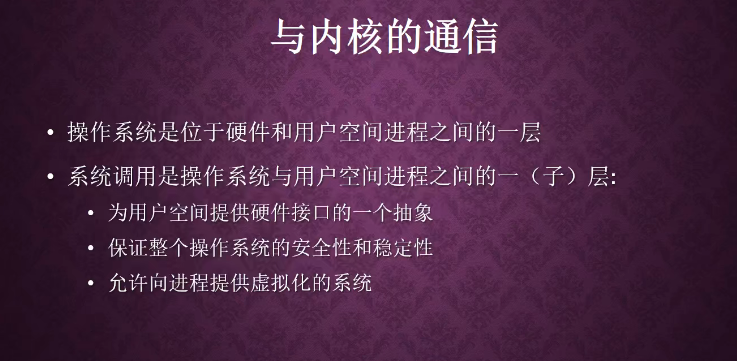 与内核的通信
• 操作系统是位于硬件和用户空间进程之间的一层
• 系统调用是操作系统与用户空间进程之间的一（子）层:
• 为用户空间提供硬件接口的一个抽象
• 保证整个操作系统的安全性和稳定性
• 允许向进程提供虚拟化的系统